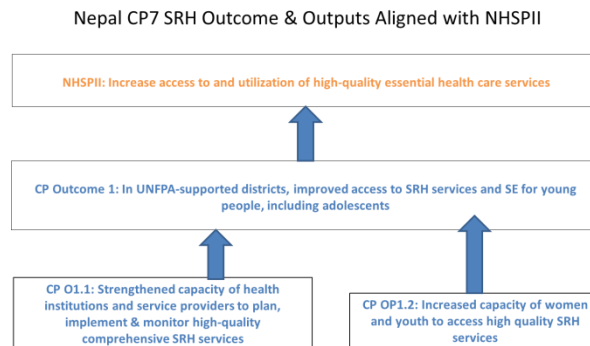 Nepal CP7 SRH Outcome & Outputs Aligned with NHSPII
NHSPII: Increase access to and utilization of high-quality essential health care services
CP Outcome 1: In UNFPA-supported districts, improved access to SRH services and SE for young
people, including adolescents
CP O1.1: Strengthened capacity of health
institutions and service providers to plan,
implement & monitor high-quality
comprehensive SRH services
CP OP1.2: Increased capacity of women
and youth to access high quality SRH
services